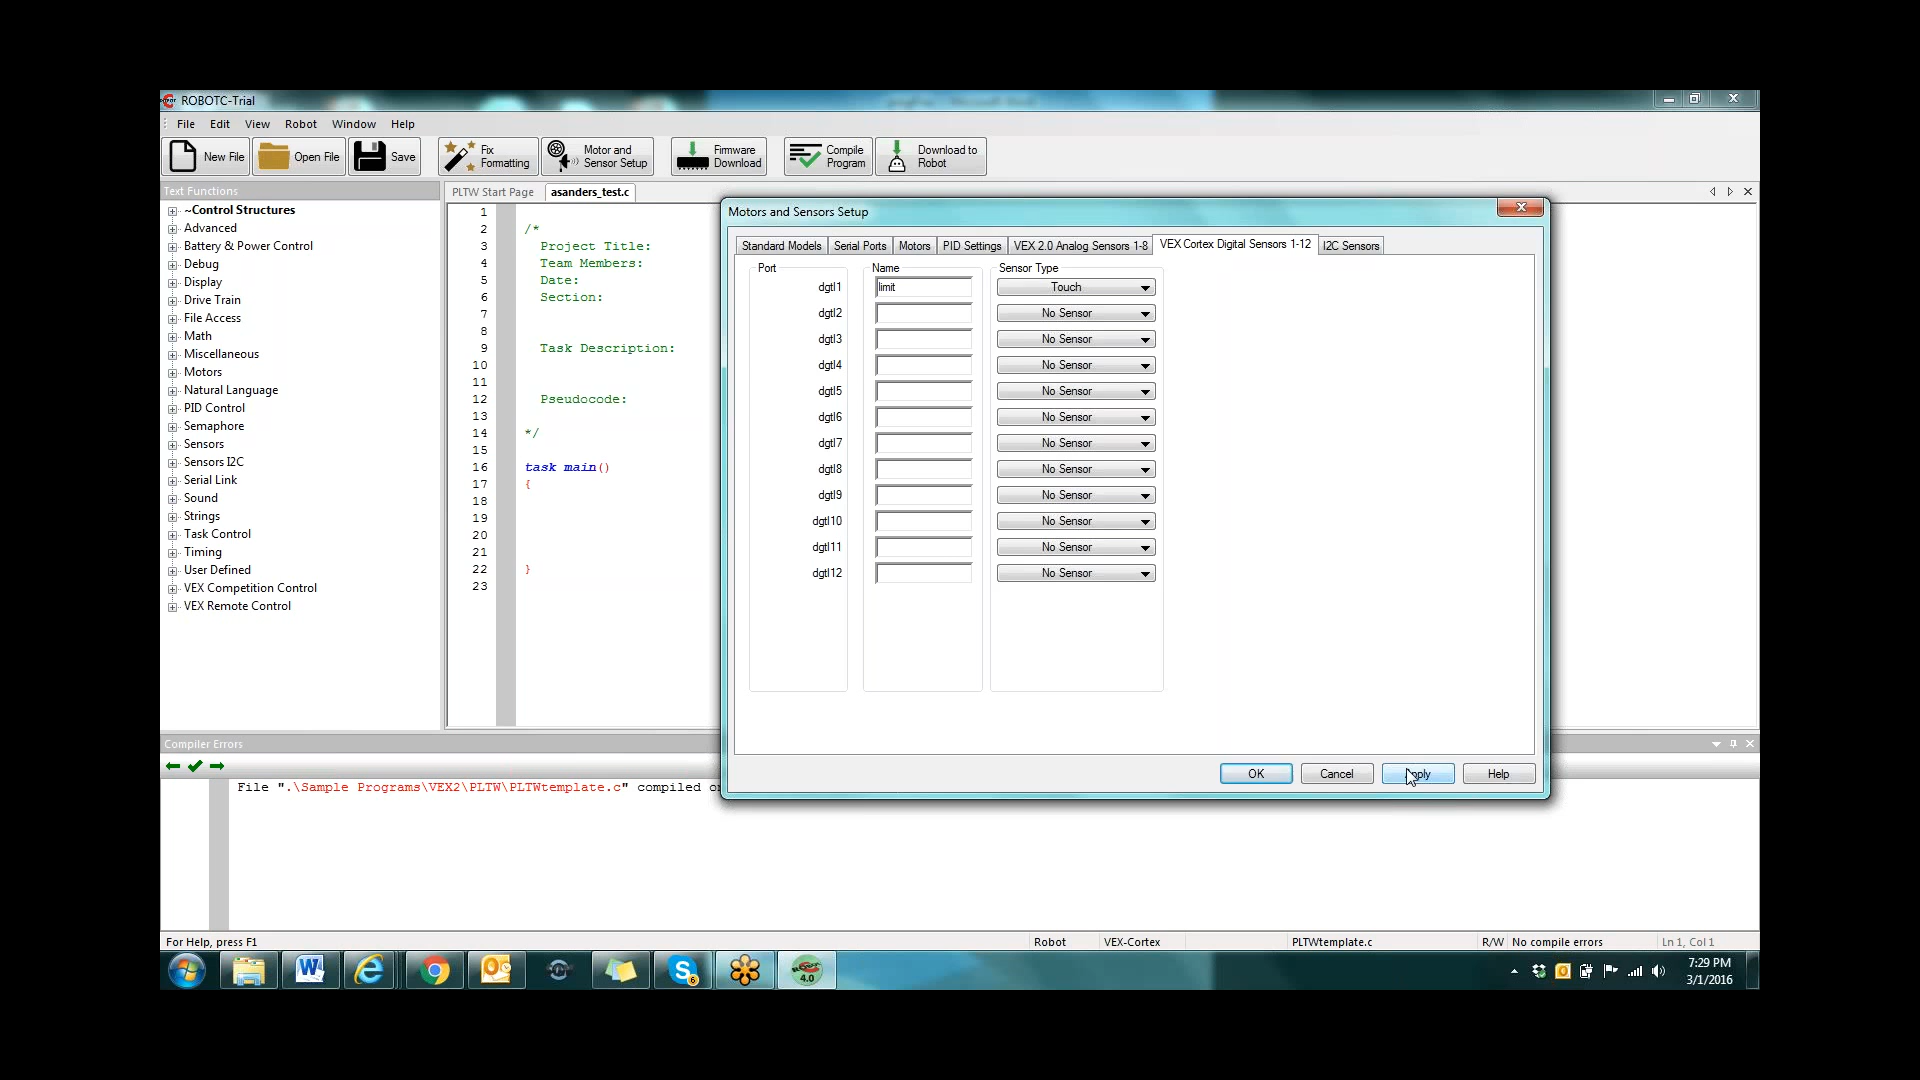 ROBOTC-Trial
File Edit View Robot Window Help
New File Open File Save Fix Formatting Motor and Sensor Setup Firmware Download Compile Program Download to Robot
Text Functions
~Control Structures
Advanced
Battery & Power Control
Debug
Display
Drive Train
File Access
Math
Miscellaneous
Motors
Natural Language
PID Control
Semaphore
Sensors
Sensors I2C
Serial Link
Sound
Strings
Task Control
Timing
User Defined
VEX Competition Control
VEX Remote Control
PLTW Start Page asanders_test.c
1
2 /*
3 Project Title:
4 Team Members:
5 Date:
6 Section:
7
8
9 Task Description:
10
11
12 Pseudocode:
13
14 */
15
16 task main()
17 {
18
19
20
21
22 }
23
Motors and Sensors Setup
Standard Models Serial Ports Motors PID Settings VEX 2.0 Analog Sensors 1-8 VEX Cortex Digital Sensors 1-12 I2C Sensors
Port Name Sensor Type
dgtl1 limit Touch
dgtl2 No Sensor
dgtl3 No Sensor
dgtl4 No Sensor
dgtl5 No Sensor
dgtl6 No Sensor
dgtl7 No Sensor
dgtl8 No Sensor
dgtl9 No Sensor
dgtl10 No Sensor
dgtl11 No Sensor
dgtl12 No Sensor
OK Cancel Apply Help
Compiler Errors
File ".\Sample Programs\VEX2\PLTW\PLTWtemplate.c" compiled
For Help, press F1 Robot VEX-Cortex PLTWtemplate.c R/W No compile errors Ln 1, Col 1
4.0
6
7:29 PM
3/1/2016